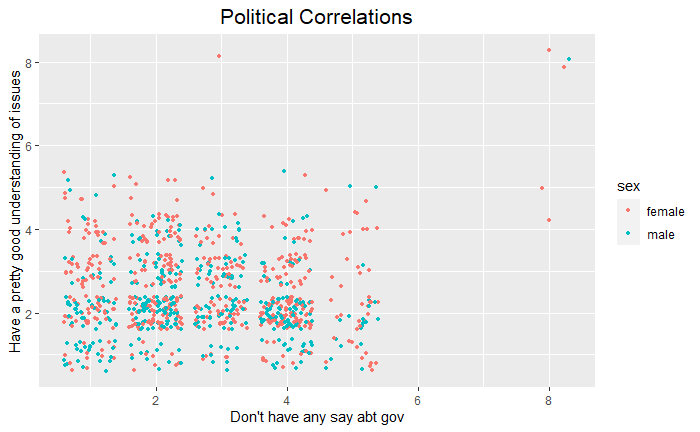 Political Correlations
Have a pretty good understanding of issues
8
6
4
2
2
4
6
8
Don't have any say abt gov
sex
female
male